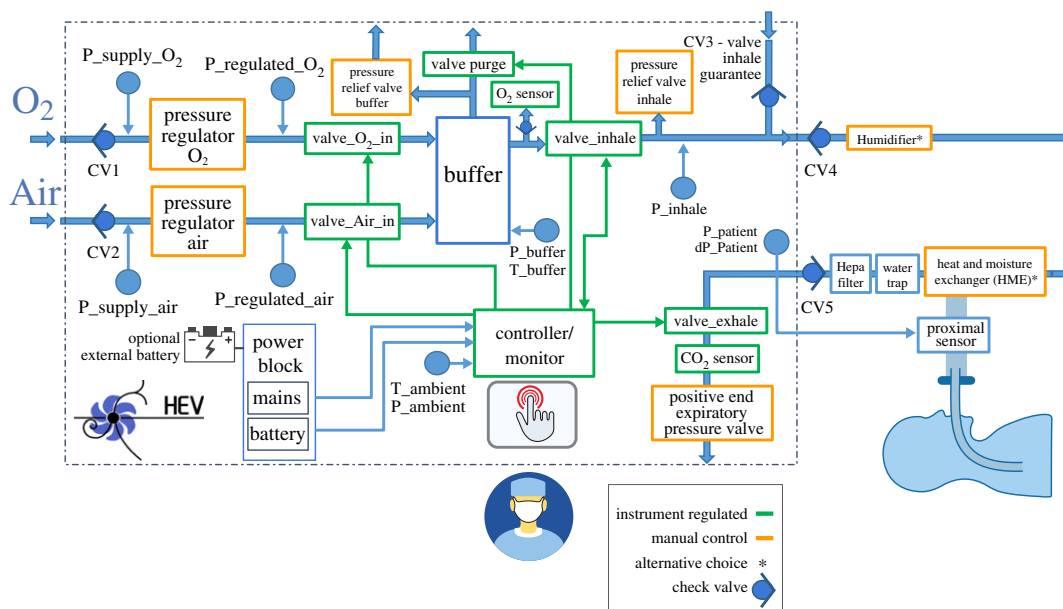 P_supply_O₂
P_regulated_O₂
pressure
relief valve
buffer
valve purge
O₂ sensor
pressure
relief valve
inhale
CV3 - valve
inhale
guarantee
O₂
CV1
pressure
regulator
O₂
valve_O₂_in
buffer
valve_inhale
CV4
Humidifier*
Air
CV2
pressure
regulator
air
valve_Air_in
P_inhale
P_supply_air
P_regulated_air
P_buffer
T_buffer
P_patient
dP_Patient
CV5
Hepa
filter
water
trap
heat and moisture
exchanger (HME)*
proximal
sensor
optional
external battery
− +
power
block
mains
battery
controller/
monitor
T_ambient
P_ambient
valve_exhale
CO₂ sensor
positive end
expiratory
pressure valve
HEV
instrument regulated
manual control
alternative choice *
check valve